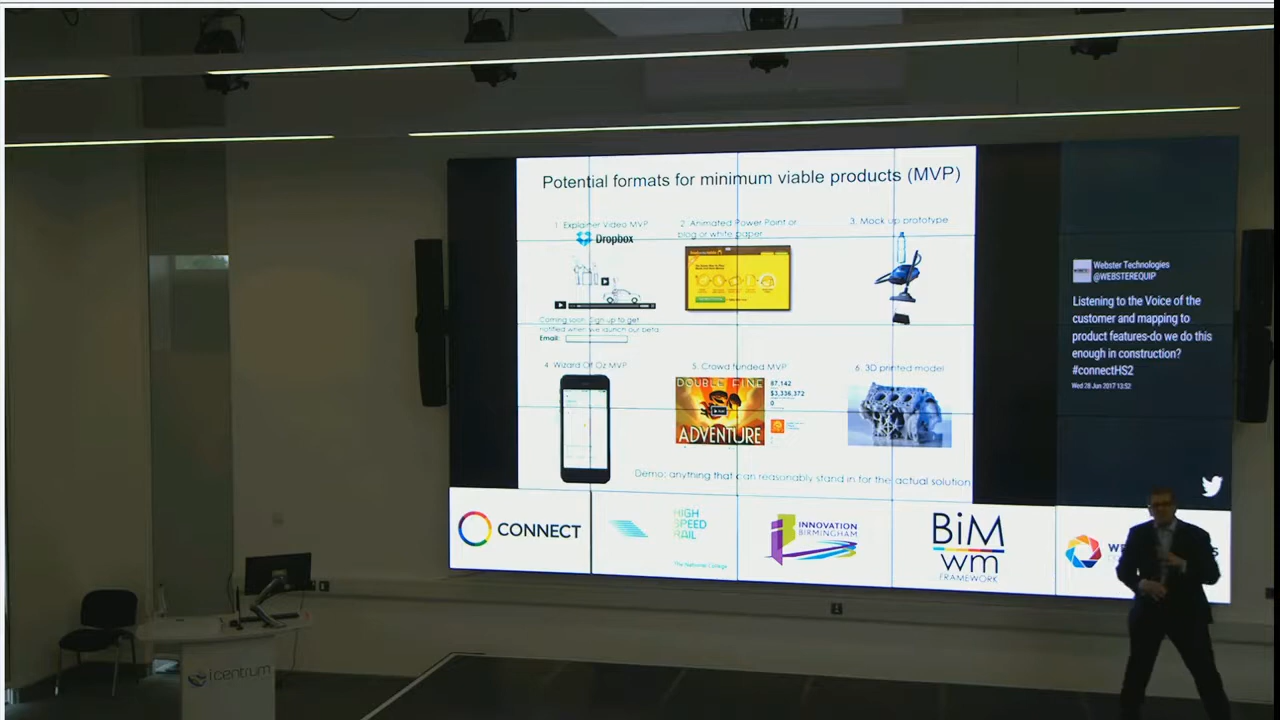 Potential formats for minimum viable products (MVP)
1. Explainer Video MVP
Dropbox
Coming soon. Sign up to get
notified when we launch our beta.
Email:
2. Animated Power Point or
blog or white paper
3. Mock up prototype
4. Wizard Of Oz MVP
5. Crowd funded MVP
DOUBLE FINE
ADVENTURE
87,142
$3,336,372
0
6. 3D printed model
Demo: anything that can reasonably stand in for the actual solution
Webster Technologies
@WEBSTEREQUIP
Listening to the Voice of the
customer and mapping to
product features-do we do this
enough in construction?
#connectHS2
Wed 28 Jun 2017 13:52
CONNECT
HIGH
SPEED
RAIL
The National College
INNOVATION
BIRMINGHAM
BiM
wm
FRAMEWORK
icentrum